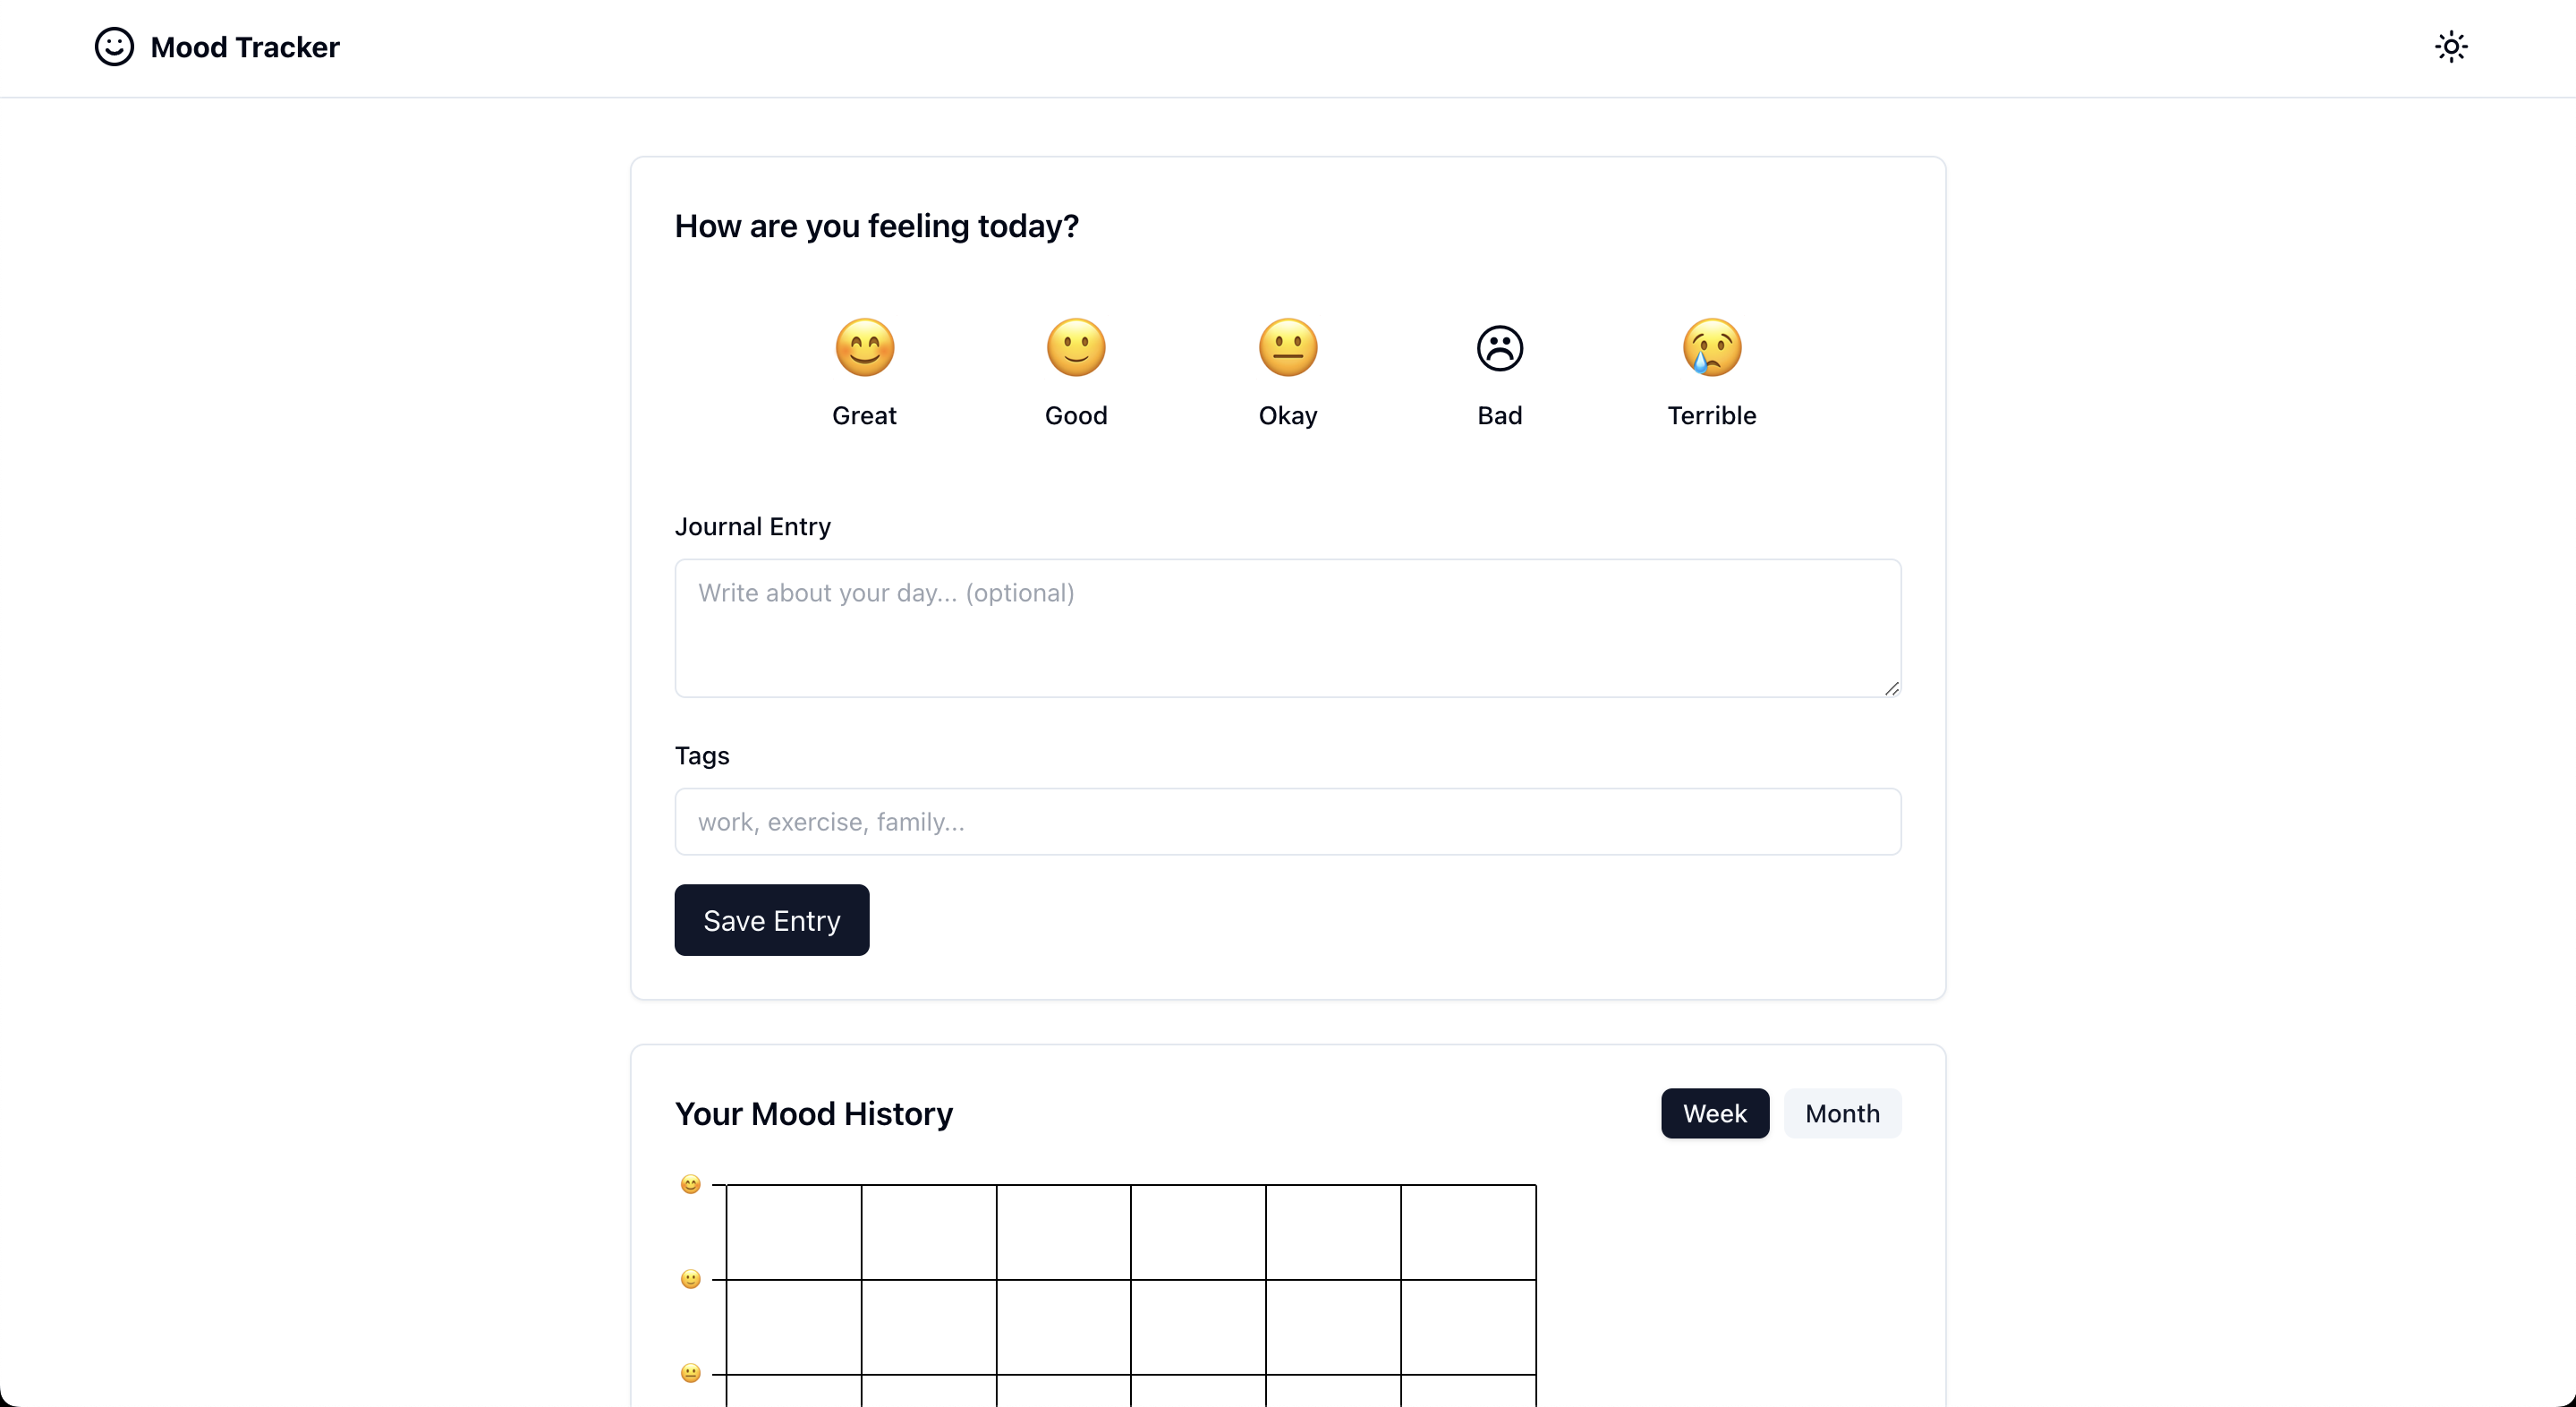 Mood Tracker
How are you feeling today?
Great Good Okay Bad Terrible
Journal Entry
Write about your day... (optional)
Tags
work, exercise, family...
Save Entry
Your Mood History Week Month